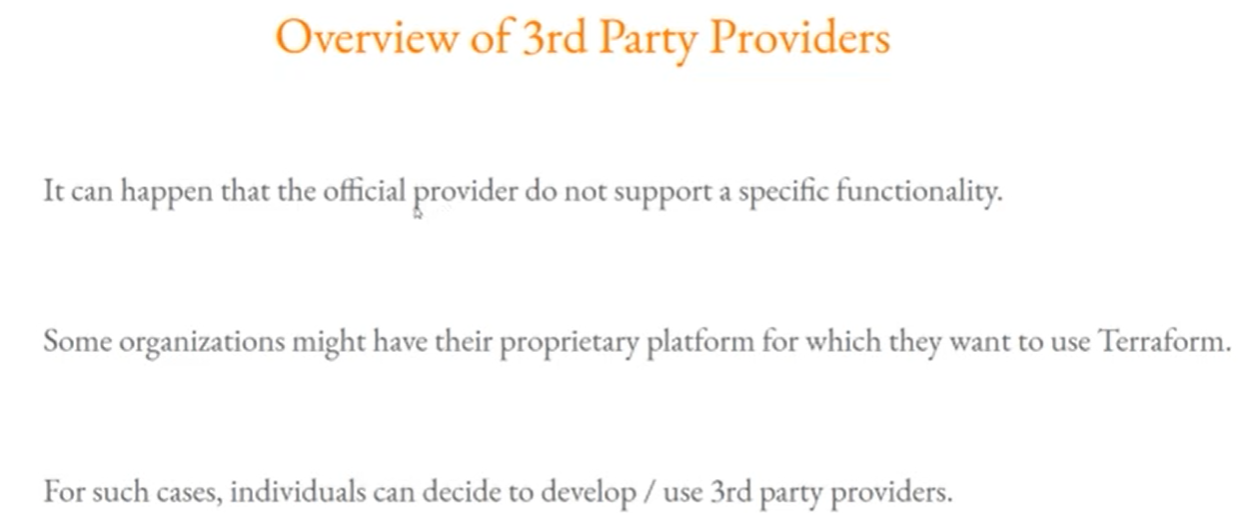 Overview of 3rd Party Providers
It can happen that the official provider do not support a specific functionality.
Some organizations might have their proprietary platform for which they want to use Terraform.
For such cases, individuals can decide to develop / use 3rd party providers.